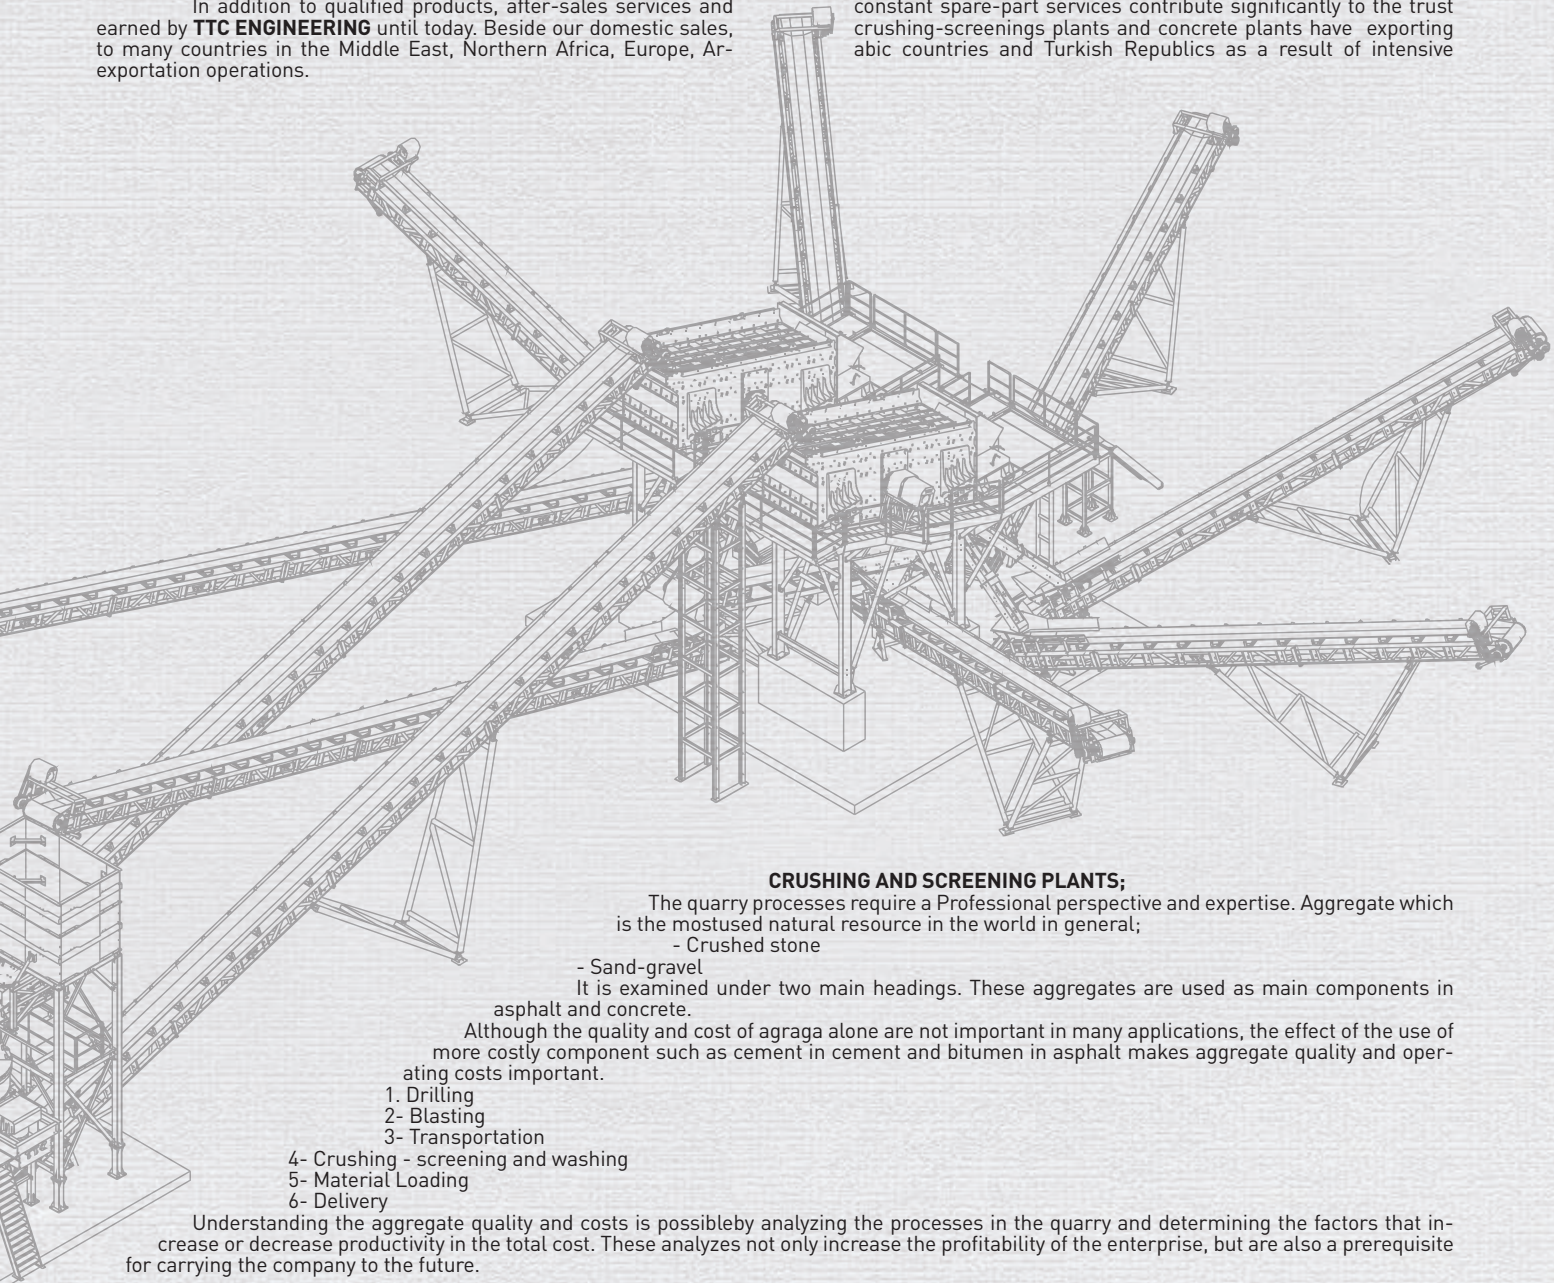 In addition to qualified products, after-sales services and constant spare-part services contribute significantly to the trust
earned by TTC ENGINEERING until today. Beside our domestic sales, crushing-screenings plants and concrete plants have exporting
to many countries in the Middle East, Northern Africa, Europe, Ar- abic countries and Turkish Republics as a result of intensive
exportation operations.
CRUSHING AND SCREENING PLANTS;
The quarry processes require a Professional perspective and expertise. Aggregate which
is the mostused natural resource in the world in general;
- Crushed stone
- Sand-gravel
It is examined under two main headings. These aggregates are used as main components in
asphalt and concrete.
Although the quality and cost of agraga alone are not important in many applications, the effect of the use of
more costly component such as cement in cement and bitumen in asphalt makes aggregate quality and oper-
ating costs important.
1. Drilling
2- Blasting
3- Transportation
4- Crushing - screening and washing
5- Material Loading
6- Delivery
Understanding the aggregate quality and costs is possibleby analyzing the processes in the quarry and determining the factors that in-
crease or decrease productivity in the total cost. These analyzes not only increase the profitability of the enterprise, but are also a prerequisite
for carrying the company to the future.